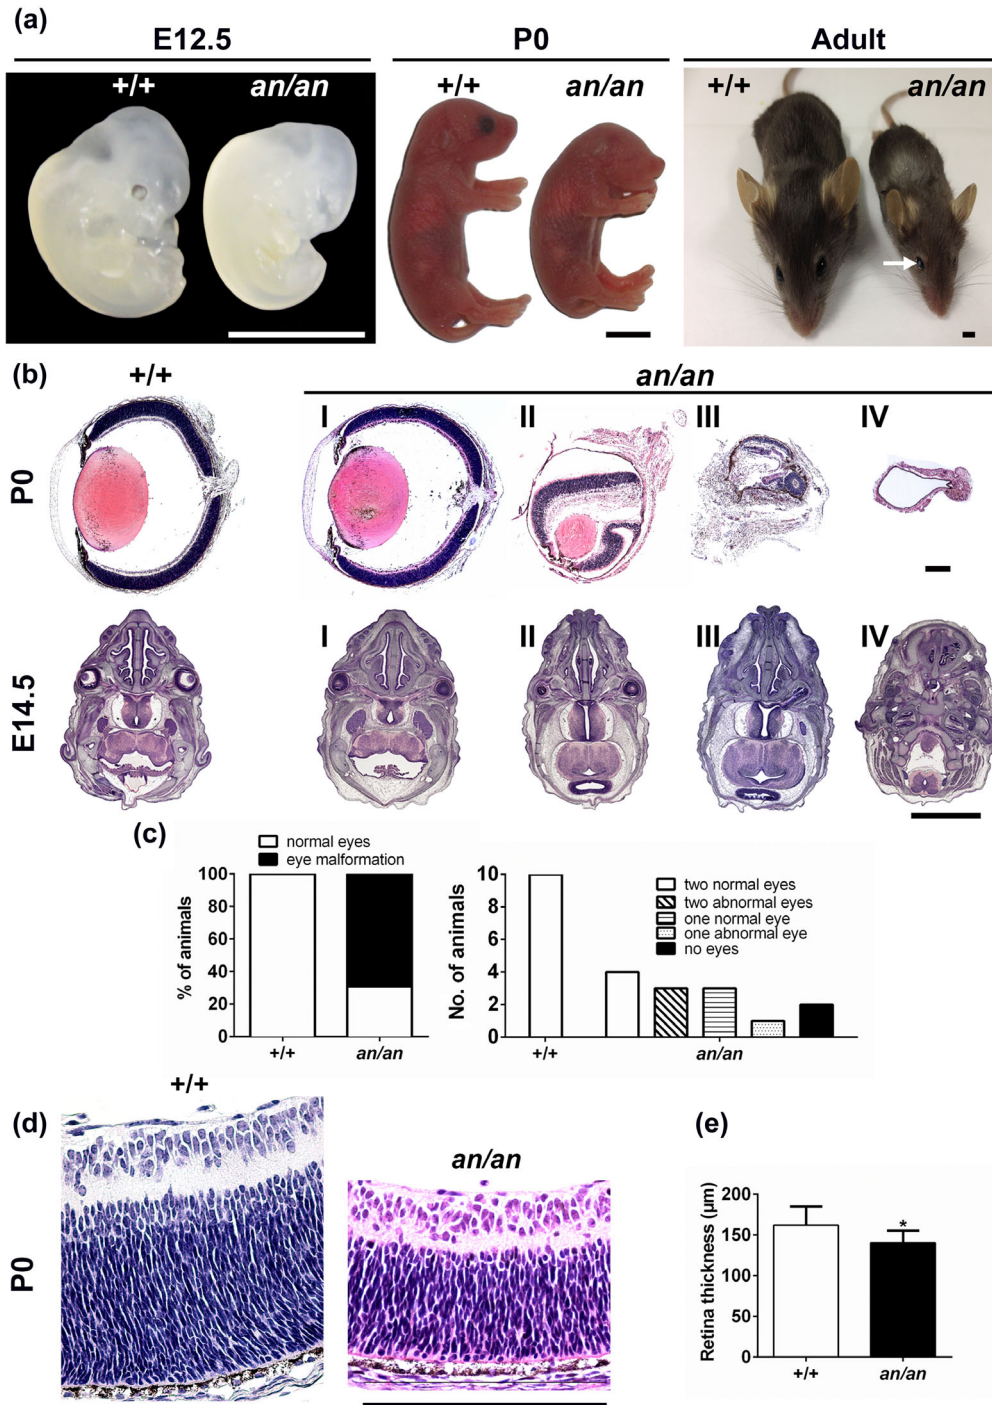 (a)
E12.5
P0
Adult
+/+
an/an
+/+
an/an
+/+
an/an
(b)
+/+
an/an
P0
I
II
III
IV
E14.5
I
II
III
IV
(c)
normal eyes
eye malformation
% of animals
100
80
60
40
20
0
+/+
an/an
No. of animals
10
8
6
4
2
0
two normal eyes
two abnormal eyes
one normal eye
one abnormal eye
no eyes
+/+
an/an
(d)
+/+
an/an
P0
(e)
Retina thickness (µm)
200
150
100
50
0
*
+/+
an/an